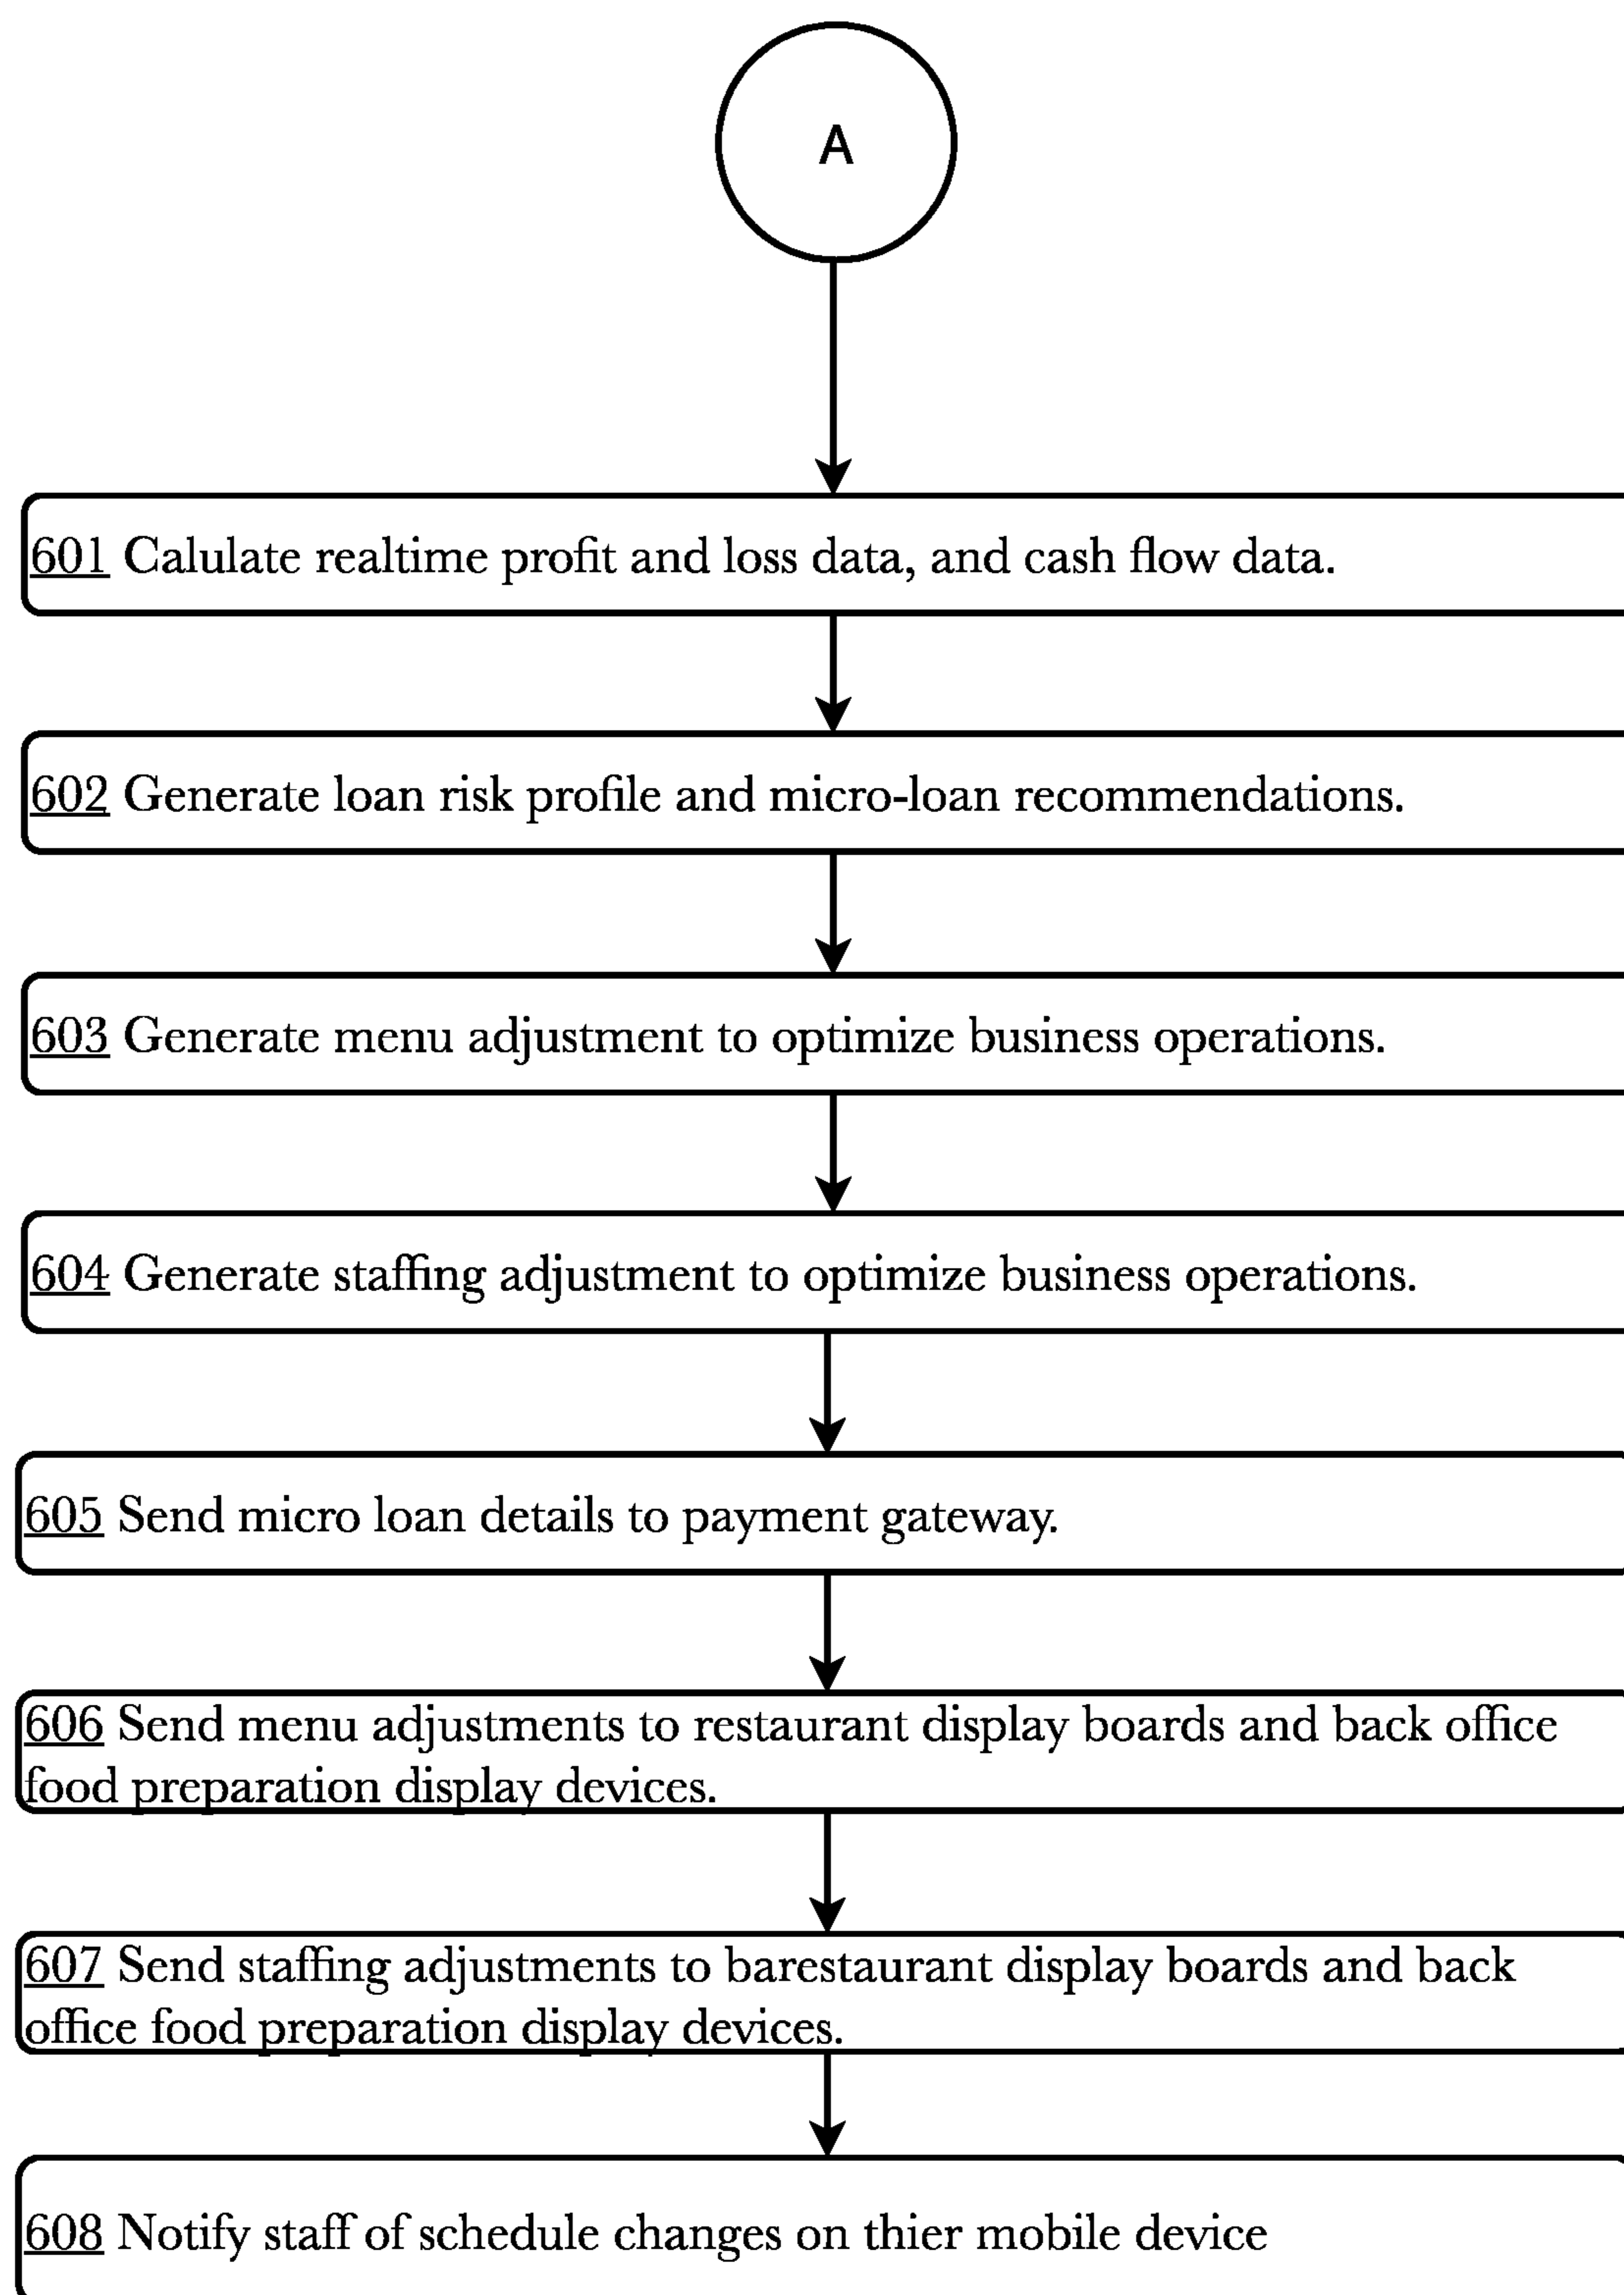 A
601 Calulate realtime profit and loss data, and cash flow data.
602 Generate loan risk profile and micro-loan recommendations.
603 Generate menu adjustment to optimize business operations.
604 Generate staffing adjustment to optimize business operations.
605 Send micro loan details to payment gateway.
606 Send menu adjustments to restaurant display boards and back office
food preparation display devices.
607 Send staffing adjustments to barestaurant display boards and back
office food preparation display devices.
608 Notify staff of schedule changes on thier mobile device